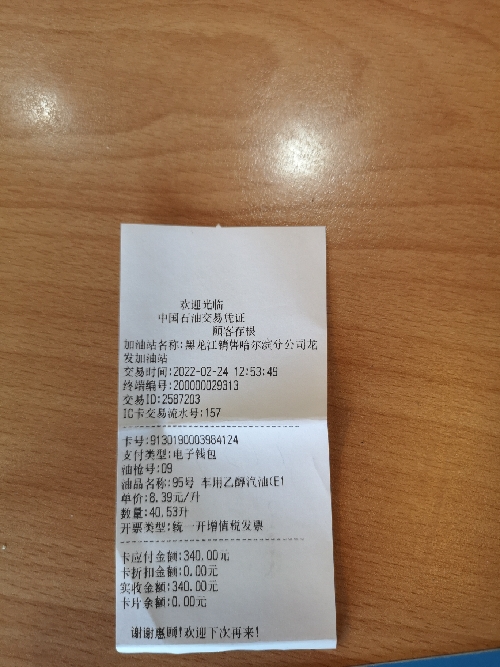 欢迎光临
中国石油交易凭证
顾客存根
加油站名称:黑龙江销售哈尔滨分公司龙
发加油站
交易时间:2022-02-24 12:53:49
终端编号:200000029313
交易ID:2587203
IC卡交易流水号:157
卡号:9130190003984124
支付类型:电子钱包
油枪号:09
油品名称:95号 车用乙醇汽油(E1
单价:8.39元/升
数量:40.53升
开票类型:统一开增值税发票
卡应付金额:340.00元
卡折扣金额:0.00元
实收金额:340.00元
卡片余额:0.00元
谢谢惠顾!欢迎下次再来!